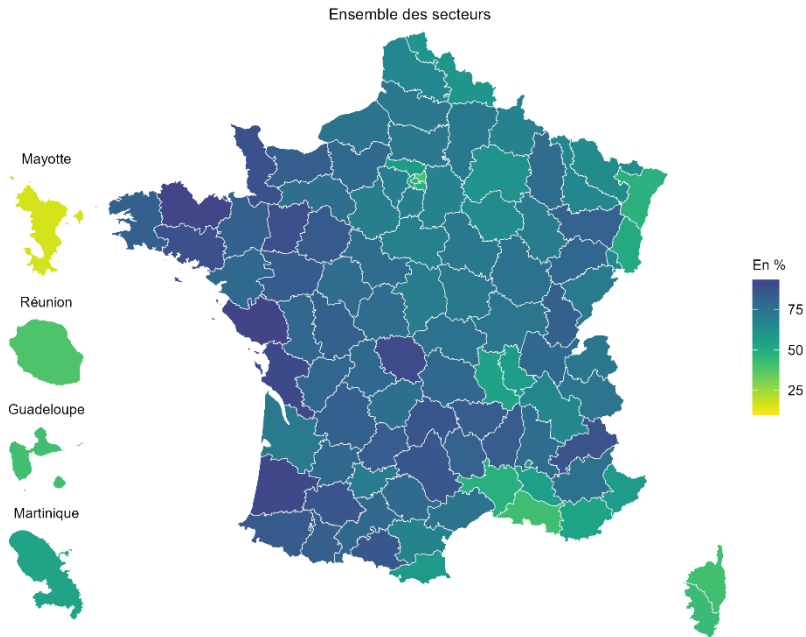 Ensemble des secteurs
Mayotte
Réunion
Guadeloupe
Martinique
En %
75
50
25